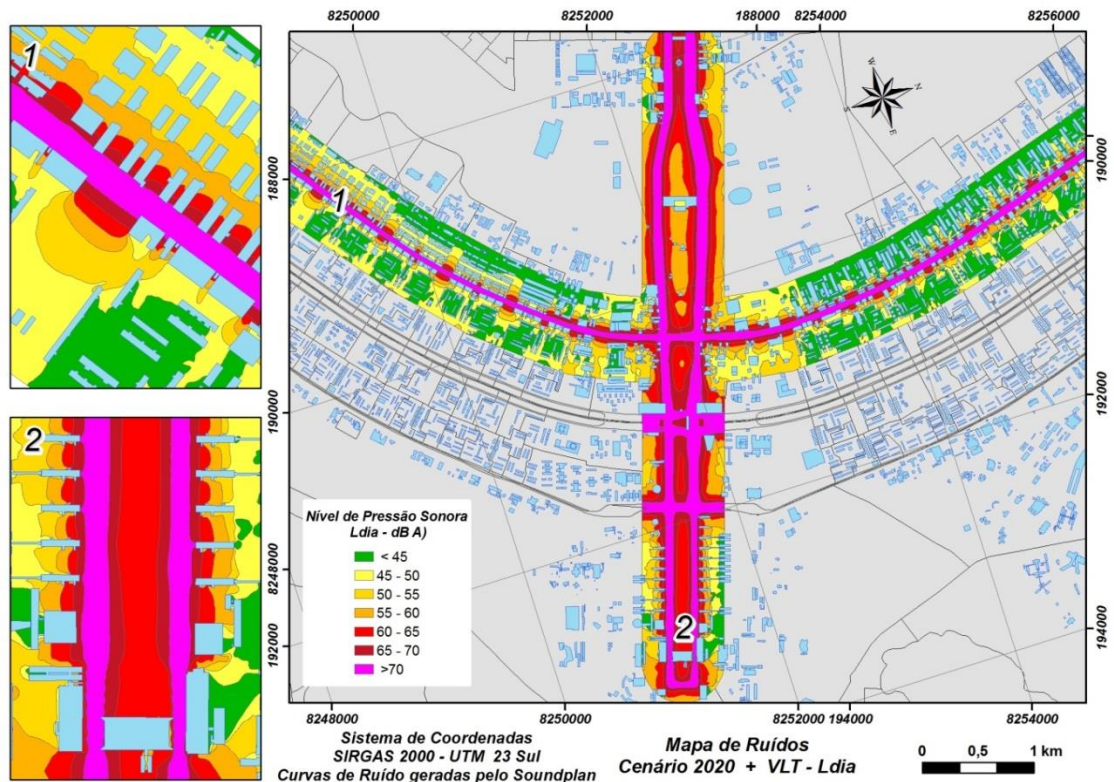 8250000
8252000
188000
8254000
8256000
1
188000
1
W
N
S
E
190000
190000
192000
2
Nível de Pressão Sonora
Ldia - dB A)
< 45
45 - 50
50 - 55
55 - 60
60 - 65
65 - 70
>70
8248000
192000
2
194000
8248000
8250000
8252000
194000
8254000
Sistema de Coordenadas
SIRGAS 2000 - UTM 23 Sul
Curvas de Ruído geradas pelo Soundplan
Mapa de Ruídos
Cenário 2020 + VLT - Ldia
0 0,5 1 km